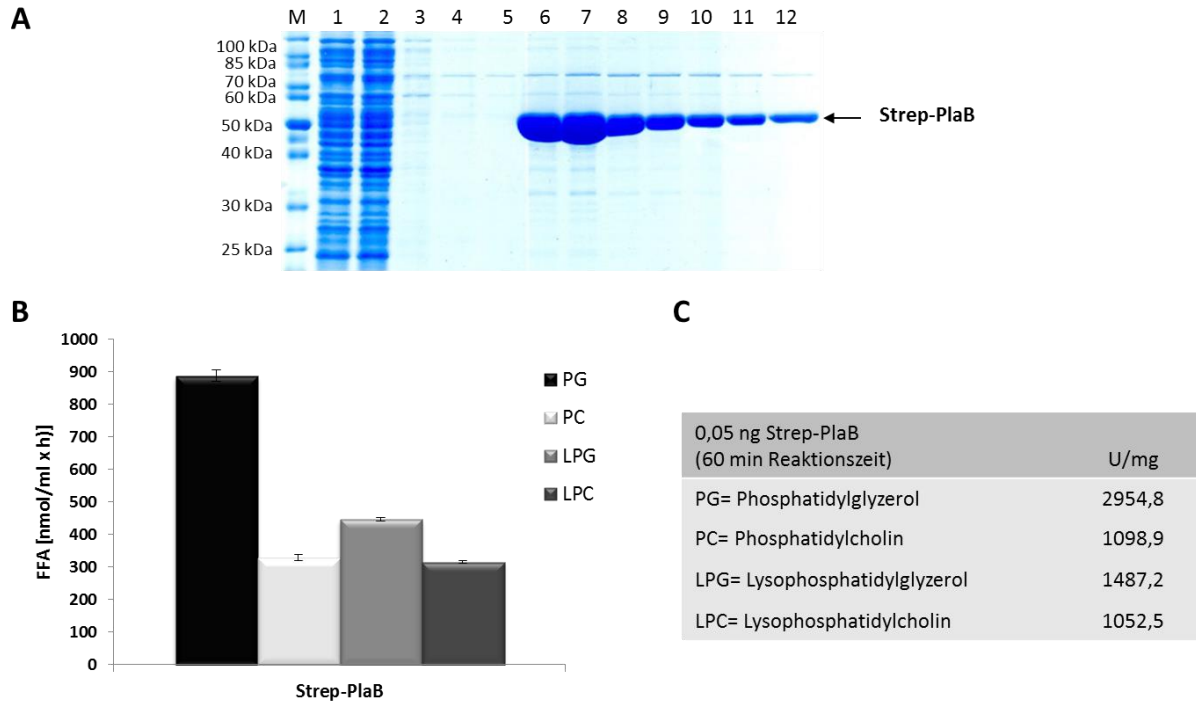 A
M 1 2 3 4 5 6 7 8 9 10 11 12
100 kDa
85 kDa
70 kDa
60 kDa
50 kDa
40 kDa
30 kDa
25 kDa
Strep-PlaB
B
FFA [nmol/ml x h)]
1000
900
800
700
600
500
400
300
200
100
0
Strep-PlaB
PG
PC
LPG
LPC
C
0,05 ng Strep-PlaB
(60 min Reaktionszeit) U/mg
PG= Phosphatidylglyzerol 2954,8
PC= Phosphatidylcholin 1098,9
LPG= Lysophosphatidylglyzerol 1487,2
LPC= Lysophosphatidylcholin 1052,5